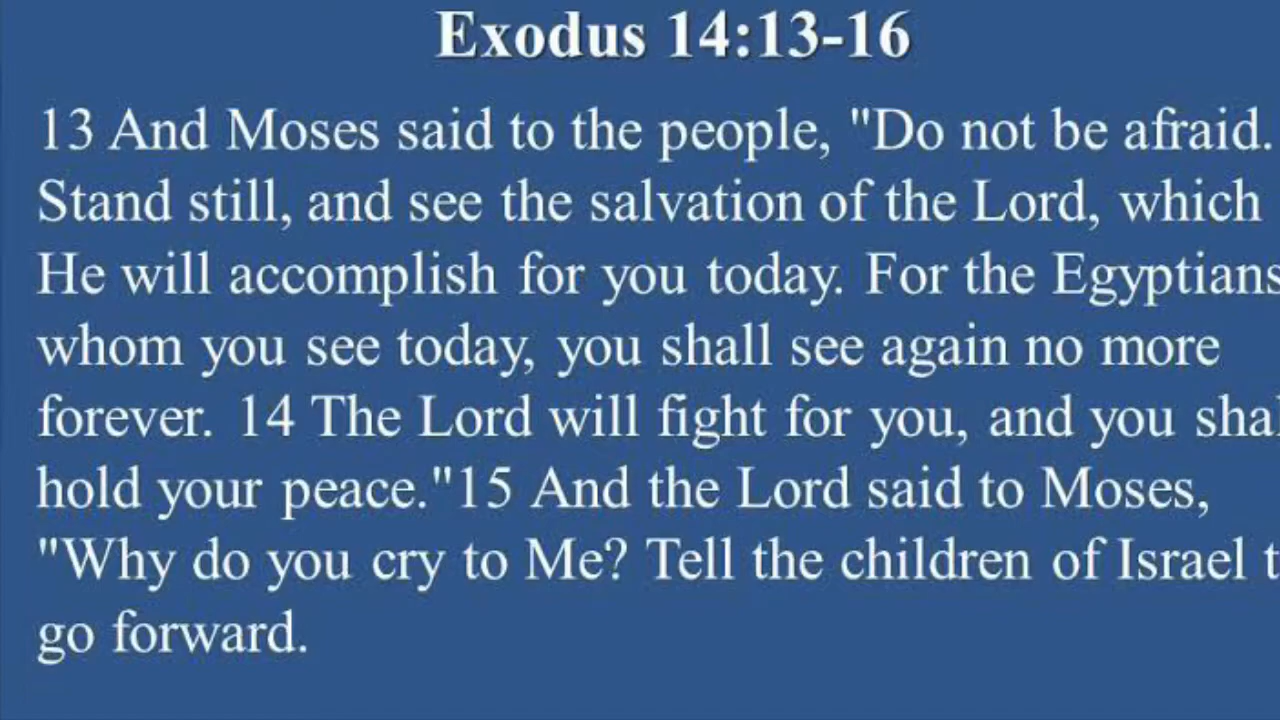 Exodus 14:13-16
13 And Moses said to the people, "Do not be afraid.
Stand still, and see the salvation of the Lord, which
He will accomplish for you today. For the Egyptians
whom you see today, you shall see again no more
forever. 14 The Lord will fight for you, and you shal
hold your peace."15 And the Lord said to Moses,
"Why do you cry to Me? Tell the children of Israel t
go forward.